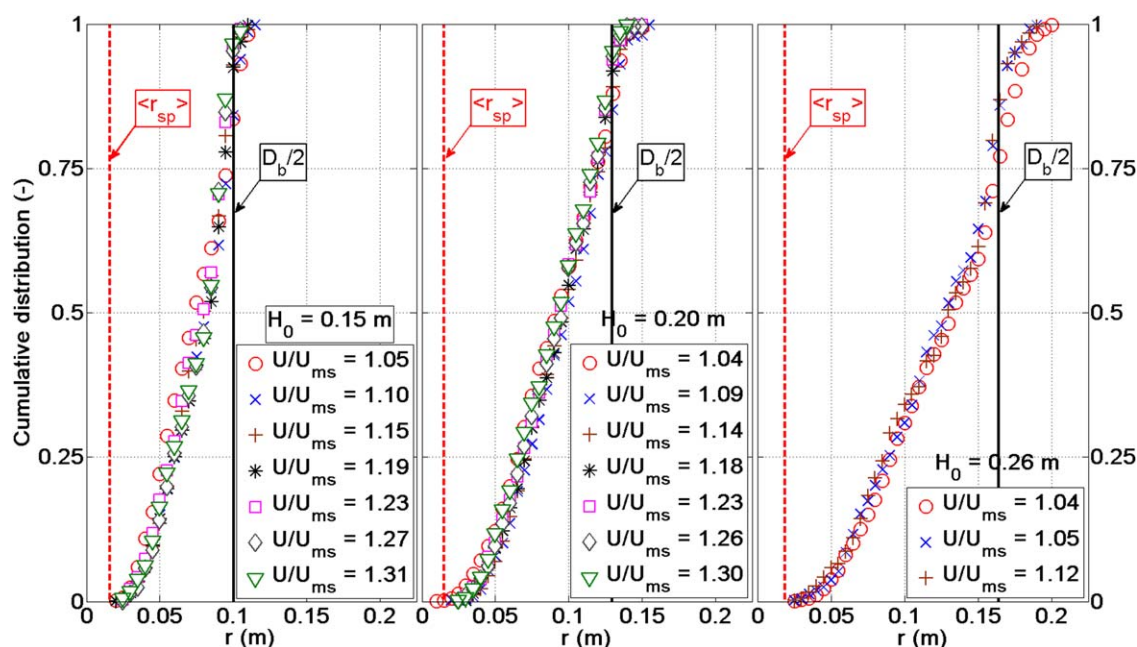 Cumulative distribution (-)
1
0.75
0.5
0.25
0
<r_sp>
D_b/2
H_0 = 0.15 m
U/U_ms = 1.05
U/U_ms = 1.10
U/U_ms = 1.15
U/U_ms = 1.19
U/U_ms = 1.23
U/U_ms = 1.27
U/U_ms = 1.31
0 0.05 0.1 0.15 0.2
r (m)
<r_sp>
D_b/2
H_0 = 0.20 m
U/U_ms = 1.04
U/U_ms = 1.09
U/U_ms = 1.14
U/U_ms = 1.18
U/U_ms = 1.23
U/U_ms = 1.26
U/U_ms = 1.30
0 0.05 0.1 0.15 0.2
r (m)
<r_sp>
D_b/2
H_0 = 0.26 m
U/U_ms = 1.04
U/U_ms = 1.05
U/U_ms = 1.12
0 0.05 0.1 0.15 0.2
r (m)
1
0.75
0.5
0.25
0